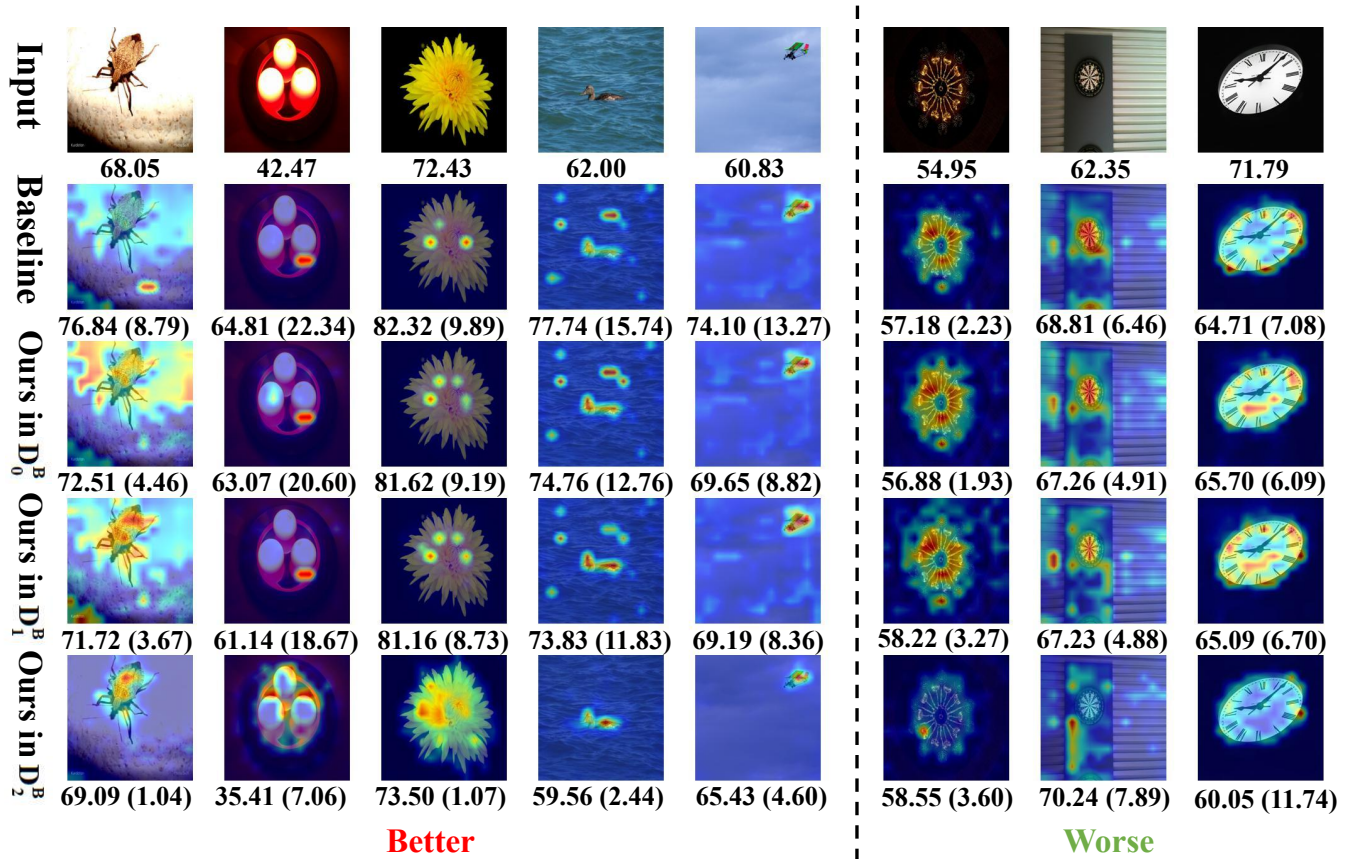 Input
68.05 42.47 72.43 62.00 60.83 54.95 62.35 71.79
Baseline
76.84 (8.79) 64.81 (22.34) 82.32 (9.89) 77.74 (15.74) 74.10 (13.27) 57.18 (2.23) 68.81 (6.46) 64.71 (7.08)
Ours in D₀ᴮ
72.51 (4.46) 63.07 (20.60) 81.62 (9.19) 74.76 (12.76) 69.65 (8.82) 56.88 (1.93) 67.26 (4.91) 65.70 (6.09)
Ours in D₁ᴮ
71.72 (3.67) 61.14 (18.67) 81.16 (8.73) 73.83 (11.83) 69.19 (8.36) 58.22 (3.27) 67.23 (4.88) 65.09 (6.70)
Ours in D₂ᴮ
69.09 (1.04) 35.41 (7.06) 73.50 (1.07) 59.56 (2.44) 65.43 (4.60) 58.55 (3.60) 70.24 (7.89) 60.05 (11.74)
Better Worse